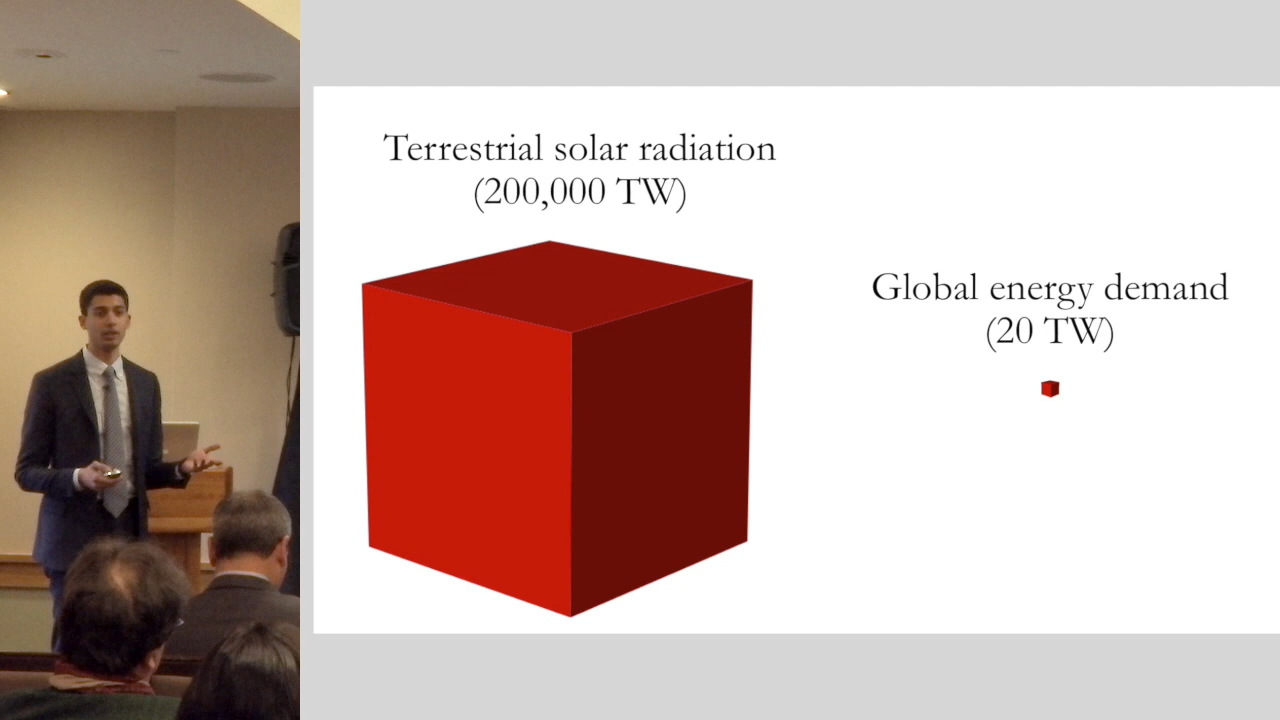 Terrestrial solar radiation
(200,000 TW)
Global energy demand
(20 TW)